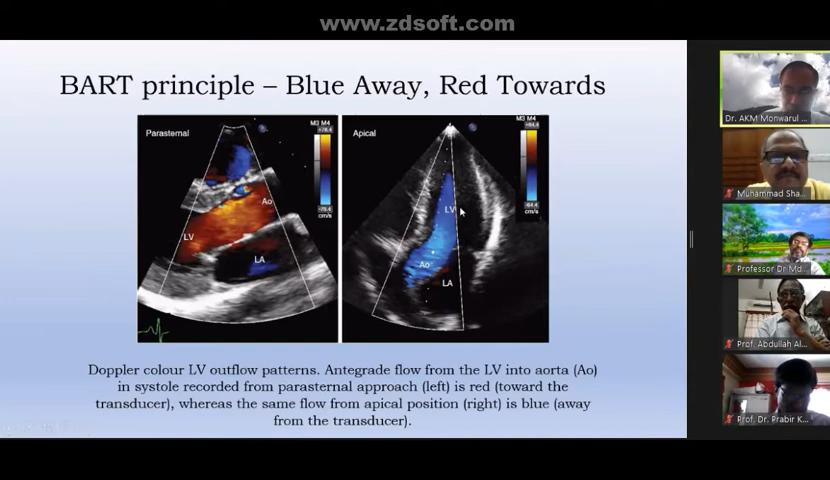 www.zdsoft.com
BART principle – Blue Away, Red Towards
Parasternal
M3 M4
+78.4
-78.4
cm/s
Ao
LV
LA
Apical
M3 M4
cm/s
LV
Ao
LA
Doppler colour LV outflow patterns. Antegrade flow from the LV into aorta (Ao)
in systole recorded from parasternal approach (left) is red (toward the
transducer), whereas the same flow from apical position (right) is blue (away
from the transducer).
Dr. AKM Monwarul ...
Muhammad Sha...
Professor Dr Md...
Prof. Abdullah Al...
Prof. Dr. Prabir K...